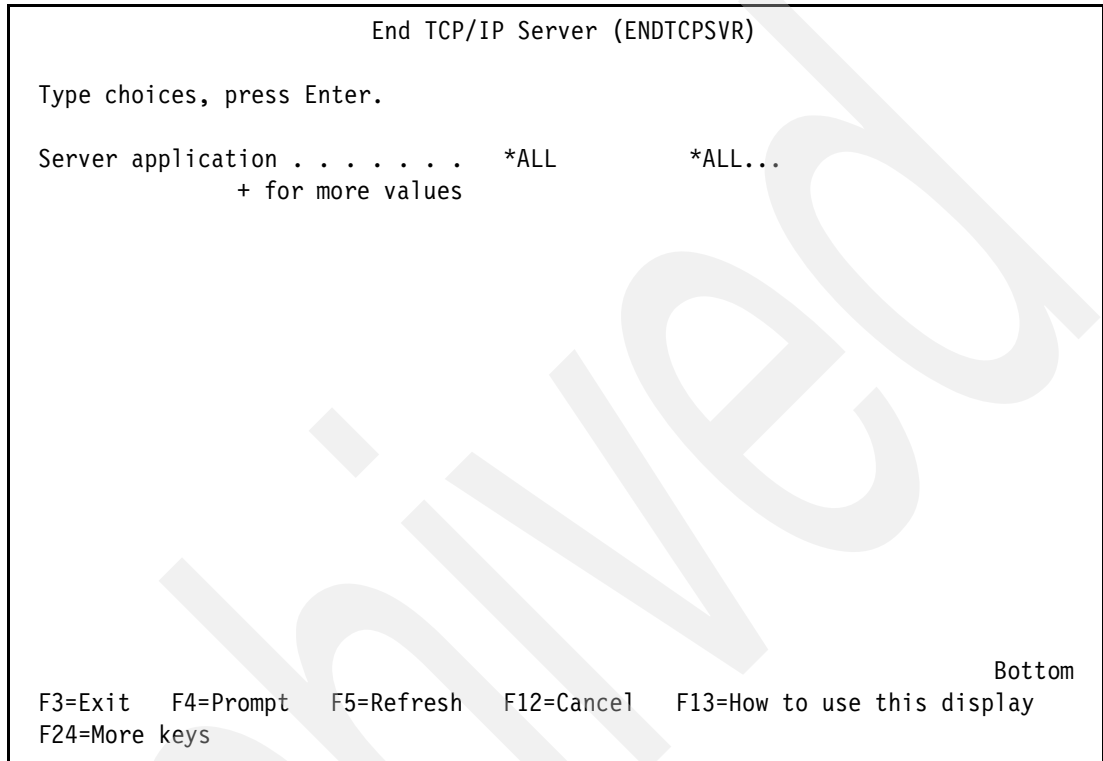 End TCP/IP Server (ENDTCPSVR)
Type choices, press Enter.
Server application . . . . . . . *ALL *ALL...
+ for more values
Bottom
F3=Exit F4=Prompt F5=Refresh F12=Cancel F13=How to use this display
F24=More keys
hived